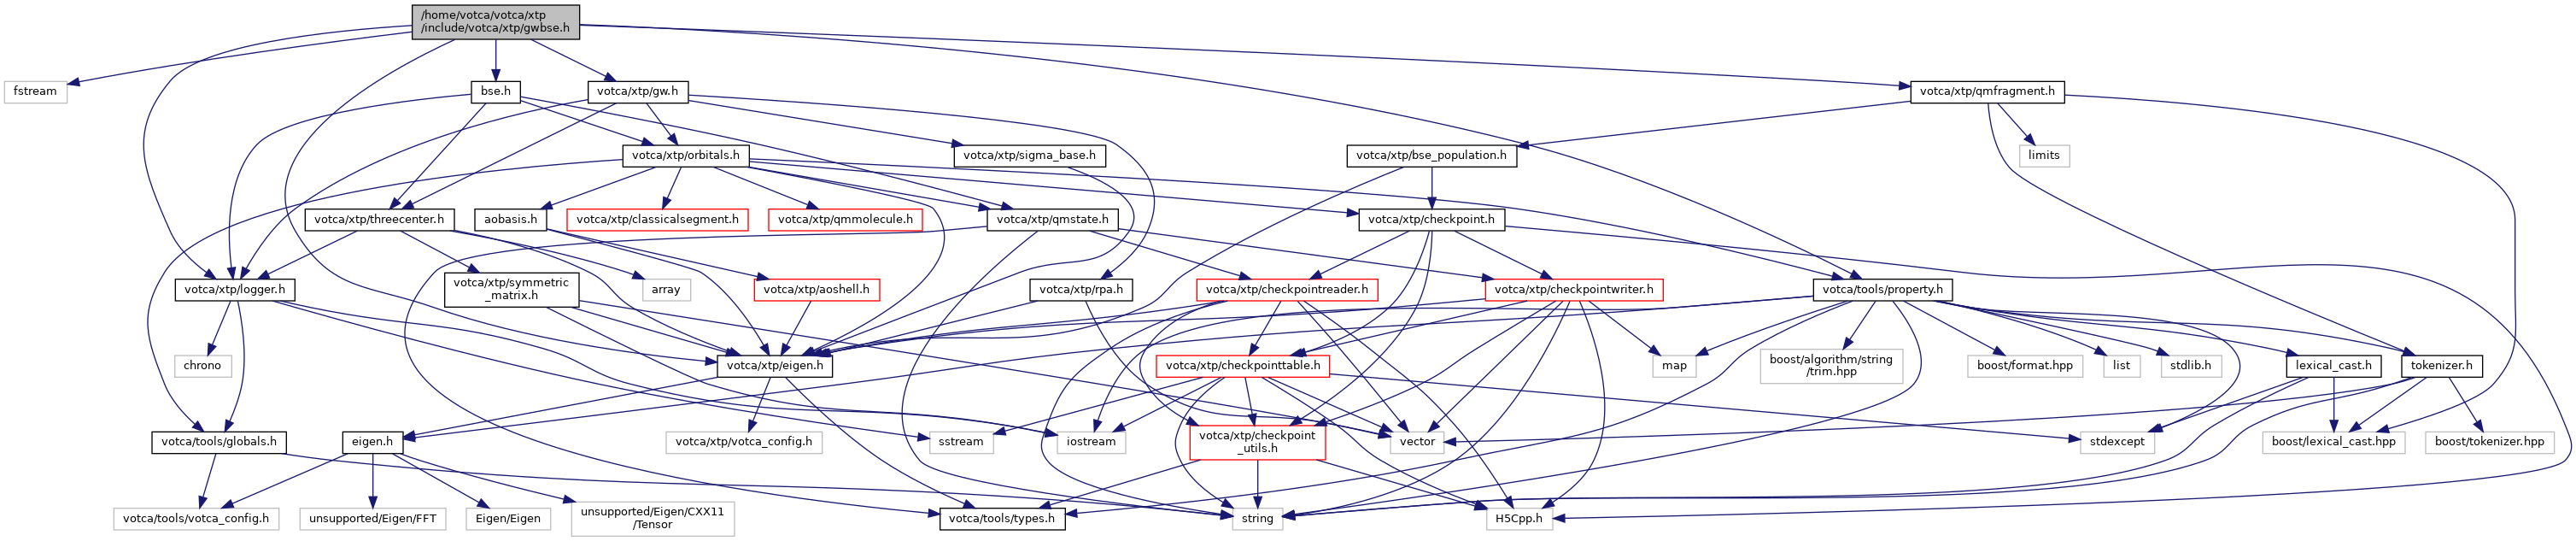 /home/votca/votca/xtp
/include/votca/xtp/gwbse.h
fstream
bse.h
votca/xtp/gw.h
votca/xtp/qmfragment.h
votca/xtp/orbitals.h
votca/xtp/sigma_base.h
votca/xtp/bse_population.h
limits
votca/xtp/threecenter.h
aobasis.h
votca/xtp/classicalsegment.h
votca/xtp/qmmolecule.h
votca/xtp/qmstate.h
votca/xtp/checkpoint.h
votca/xtp/logger.h
votca/xtp/symmetric
_matrix.h
array
votca/xtp/aoshell.h
votca/xtp/rpa.h
votca/xtp/checkpointreader.h
votca/xtp/checkpointwriter.h
votca/tools/property.h
chrono
votca/xtp/eigen.h
votca/xtp/checkpointtable.h
map
boost/algorithm/string
/trim.hpp
boost/format.hpp
list
stdlib.h
lexical_cast.h
tokenizer.h
votca/tools/globals.h
eigen.h
votca/xtp/votca_config.h
sstream
iostream
votca/xtp/checkpoint
_utils.h
vector
stdexcept
boost/lexical_cast.hpp
boost/tokenizer.hpp
votca/tools/votca_config.h
unsupported/Eigen/FFT
Eigen/Eigen
unsupported/Eigen/CXX11
/Tensor
votca/tools/types.h
string
H5Cpp.h